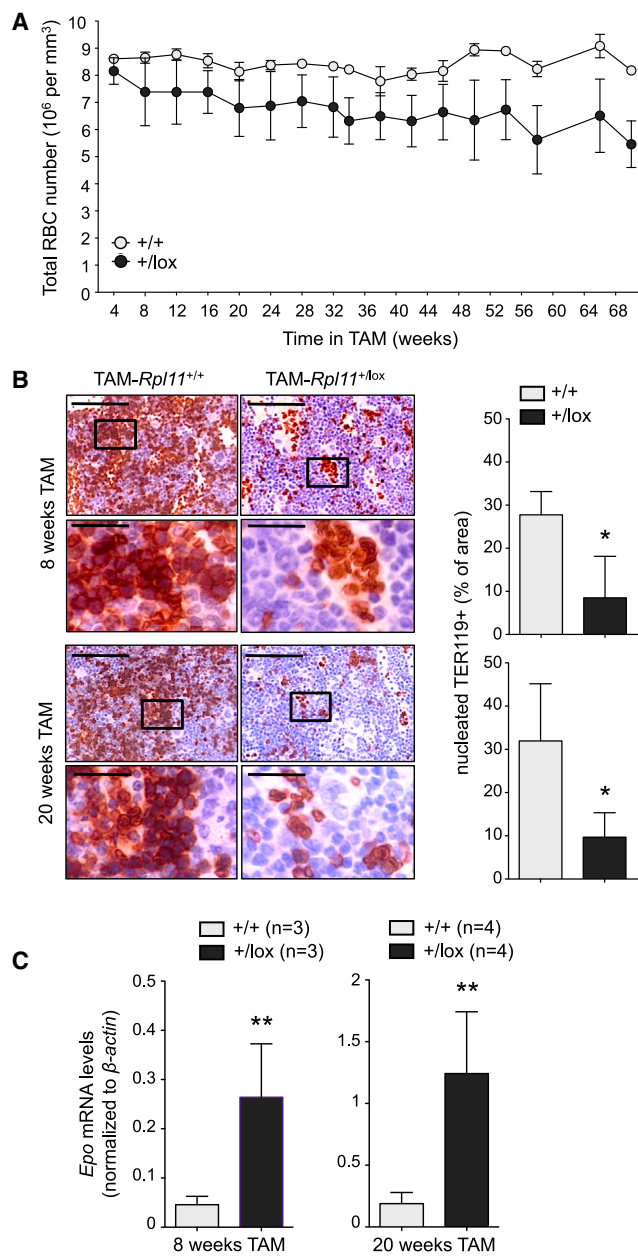 A
Total RBC number (10⁶ per mm³)
10
9
8
7
6
5
4
3
2
1
0
+/+
+/lox
4 8 12 16 20 24 28 32 36 40 44 48 52 56 60 64 68
Time in TAM (weeks)
B
TAM-Rpl11⁺/⁺ TAM-Rpl11⁺/lox
8 weeks TAM
20 weeks TAM
+/+
+/lox
nucleated TER119+ (% of area)
50
40
30
20
10
0
*
50
40
30
20
10
0
*
C
+/+ (n=3)
+/lox (n=3)
+/+ (n=4)
+/lox (n=4)
Epo mRNA levels
(normalized to β-actin)
0.5
0.4
0.3
0.2
0.1
0
**
8 weeks TAM
2
1.5
1
0.5
0
**
20 weeks TAM